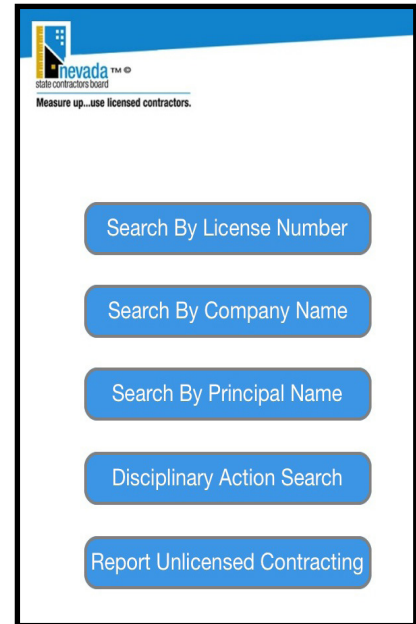 nevada TM ©
state contractors board
Measure up...use licensed contractors.
Search By License Number
Search By Company Name
Search By Principal Name
Disciplinary Action Search
Report Unlicensed Contracting